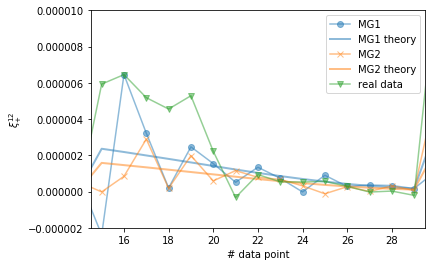 0.000010
0.000008
0.000006
0.000004
0.000002
0.000000
−0.000002
ξ₊¹²
16 18 20 22 24 26 28
# data point
MG1
MG1 theory
MG2
MG2 theory
real data